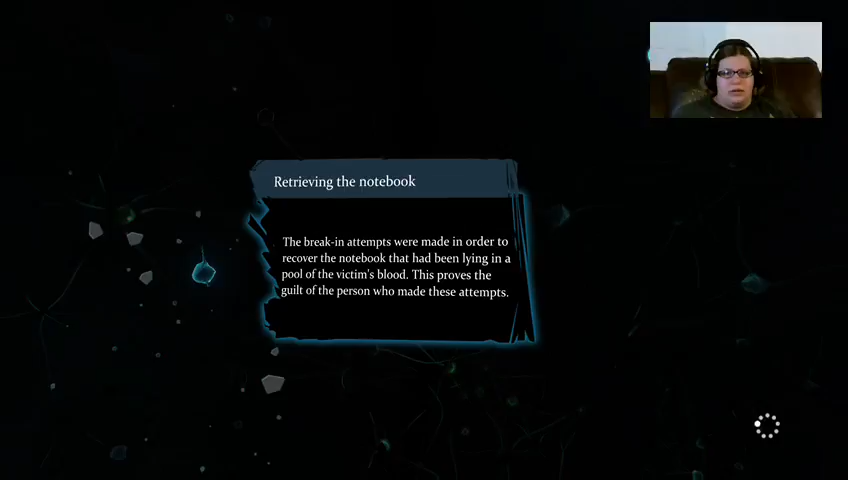 Retrieving the notebook
The break-in attempts were made in order to
recover the notebook that had been lying in a
pool of the victim's blood. This proves the
guilt of the person who made these attempts.